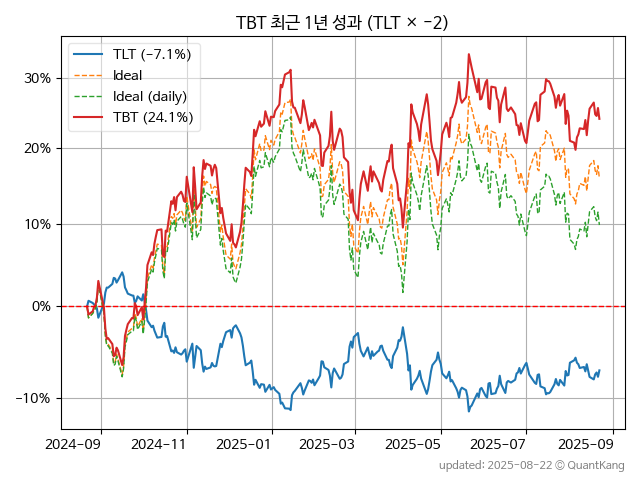 TBT 최근 1년 성과 (TLT × −2)
TLT (−7.1%)
Ideal
Ideal (daily)
TBT (24.1%)
30%
20%
10%
0%
−10%
2024-09
2024-11
2025-01
2025-03
2025-05
2025-07
2025-09
updated: 2025-08-22 © QuantKang